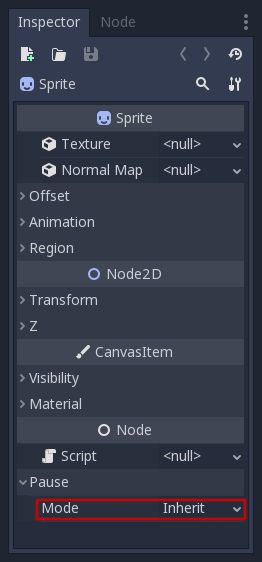 Inspector Node
Sprite
Sprite
Texture <null>
Normal Map <null>
Offset
Animation
Region
Node2D
Transform
Z
CanvasItem
Visibility
Material
Node
Script <null>
Pause
Mode Inherit